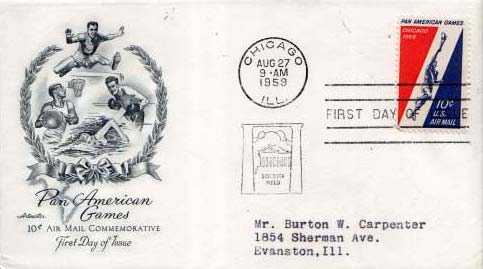 Pan American
Games
Artmaster
10¢ AIR MAIL COMMEMORATIVE
First Day of Issue
CHICAGO
AUG 27
9-AM
1959
ILL.
PAN AMERICAN GAMES
CHICAGO
1959
10¢
U.S.
AIR MAIL
FIRST DAY OF ISSUE
SOLDIER
FIELD
Mr. Burton W. Carpenter
1854 Sherman Ave.
Evanston,Ill.